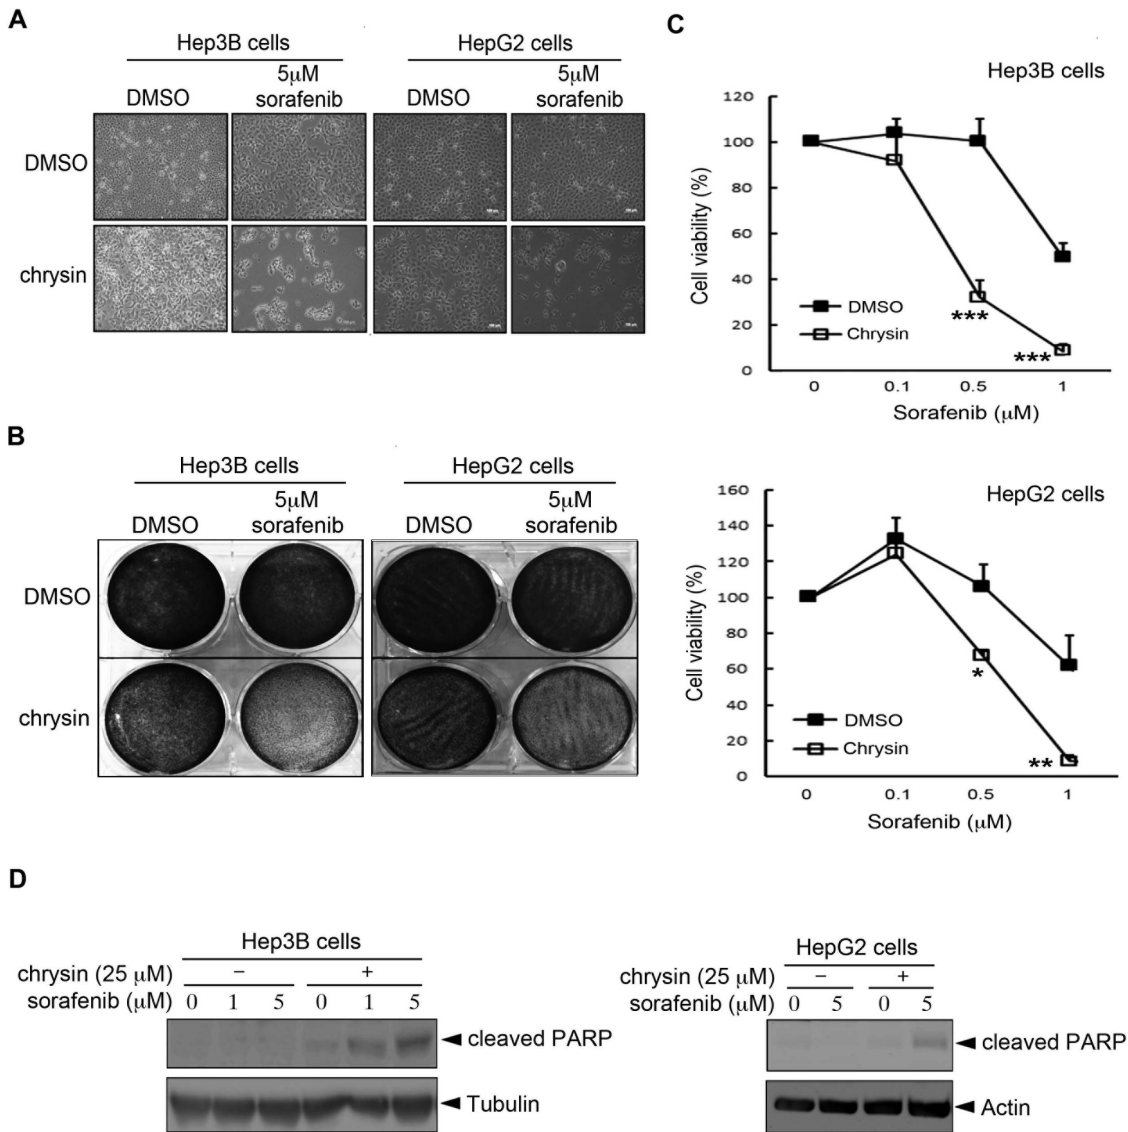 A
Hep3B cells
HepG2 cells
DMSO
5μM
sorafenib
DMSO
5μM
sorafenib
DMSO
chrysin
B
Hep3B cells
HepG2 cells
DMSO
5μM
sorafenib
DMSO
5μM
sorafenib
DMSO
chrysin
C
Hep3B cells
120
100
80
60
40
20
0
Cell viability (%)
DMSO
Chrysin
***
***
0 0.1 0.5 1
Sorafenib (μM)
HepG2 cells
160
140
120
100
80
60
40
20
0
Cell viability (%)
DMSO
Chrysin
*
**
0 0.1 0.5 1
Sorafenib (μM)
D
Hep3B cells
chrysin (25 μM) − +
sorafenib (μM) 0 1 5 0 1 5
cleaved PARP
Tubulin
HepG2 cells
chrysin (25 μM) − +
sorafenib (μM) 0 5 0 5
cleaved PARP
Actin